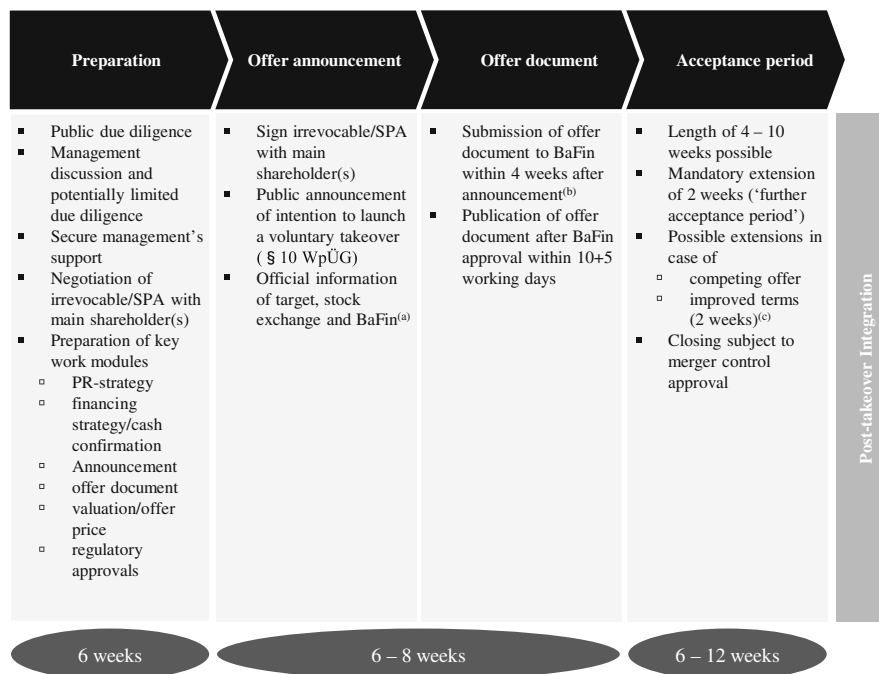 Preparation
Offer announcement
Offer document
Acceptance period
Public due diligence
Management
discussion and
potentially limited
due diligence
Secure management's
support
Negotiation of
irrevocable/SPA with
main shareholder(s)
Preparation of key
work modules
PR-strategy
financing
strategy/cash
confirmation
Announcement
offer document
valuation/offer
price
regulatory
approvals
Sign irrevocable/SPA
with main
shareholder(s)
Public announcement
of intention to launch
a voluntary takeover
( § 10 WpÜG)
Official information
of target, stock
exchange and BaFin(a)
Submission of offer
document to BaFin
within 4 weeks after
announcement(b)
Publication of offer
document after BaFin
approval within 10+5
working days
Length of 4 – 10
weeks possible
Mandatory extension
of 2 weeks (‘further
acceptance period’)
Possible extensions in
case of
competing offer
improved terms
(2 weeks)(c)
Closing subject to
merger control
approval
Post-takeover Integration
6 weeks
6 – 8 weeks
6 – 12 weeks